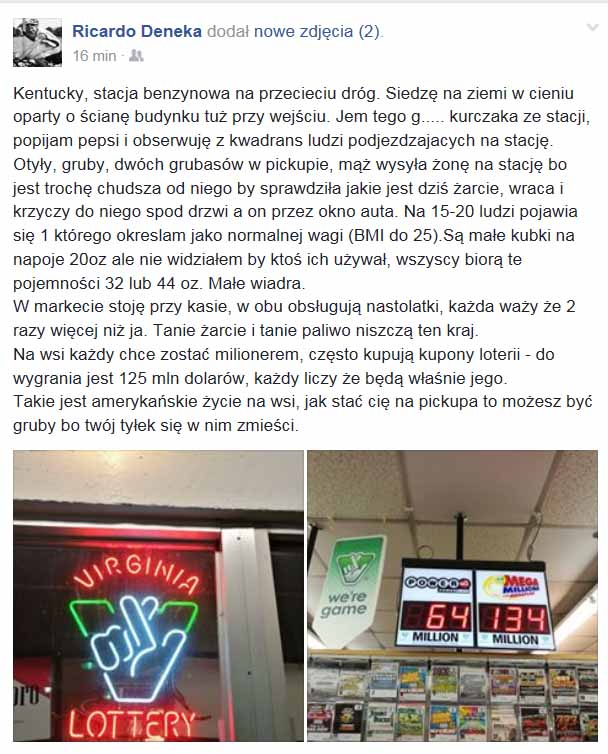 Ricardo Deneka dodał nowe zdjęcia (2).
16 min ·
Kentucky, stacja benzynowa na przecieciu dróg. Siedzę na ziemi w cieniu
oparty o ścianę budynku tuż przy wejściu. Jem tego g..... kurczaka ze stacji,
popijam pepsi i obserwuję z kwadrans ludzi podjezdzajacych na stację.
Otyły, gruby, dwóch grubasów w pickupie, mąż wysyła żonę na stację bo
jest trochę chudsza od niego by sprawdziła jakie jest dziś żarcie, wraca i
krzyczy do niego spod drzwi a on przez okno auta. Na 15-20 ludzi pojawia
się 1 którego okreslam jako normalnej wagi (BMI do 25).Są małe kubki na
napoje 20oz ale nie widziałem by ktoś ich używał, wszyscy biorą te
pojemności 32 lub 44 oz. Małe wiadra.
W markecie stoję przy kasie, w obu obsługują nastolatki, każda waży że 2
razy więcej niż ja. Tanie żarcie i tanie paliwo niszczą ten kraj.
Na wsi każdy chce zostać milionerem, często kupują kupony loterii - do
wygrania jest 125 mln dolarów, każdy liczy że będą właśnie jego.
Takie jest amerykańskie życie na wsi, jak stać cię na pickupa to możesz być
gruby bo twój tyłek się w nim zmieści.
VIRGINIA
LOTTERY
we're
game
POWER
64
MILLION
MEGA
MILLIONS
134
MILLION